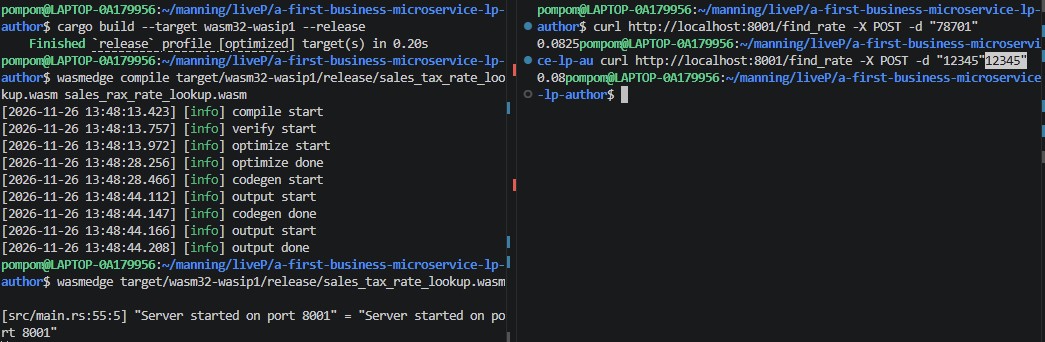 pompom@LAPTOP-0A179956:~/manning/liveP/a-first-business-microservice-lp-
author$ cargo build --target wasm32-wasip1 --release
Finished `release` profile [optimized] target(s) in 0.20s
pompom@LAPTOP-0A179956:~/manning/liveP/a-first-business-microservice-lp-
author$ wasmedge compile target/wasm32-wasip1/release/sales_tax_rate_loo
kup.wasm sales_rax_rate_lookup.wasm
[2026-11-26 13:48:13.423] [info] compile start
[2026-11-26 13:48:13.757] [info] verify start
[2026-11-26 13:48:13.972] [info] optimize start
[2026-11-26 13:48:28.256] [info] optimize done
[2026-11-26 13:48:28.466] [info] codegen start
[2026-11-26 13:48:44.112] [info] output start
[2026-11-26 13:48:44.147] [info] codegen done
[2026-11-26 13:48:44.166] [info] output start
[2026-11-26 13:48:44.208] [info] output done
pompom@LAPTOP-0A179956:~/manning/liveP/a-first-business-microservice-lp-
author$ wasmedge target/wasm32-wasip1/release/sales_tax_rate_lookup.wasm
[src/main.rs:55:5] "Server started on port 8001" = "Server started on po
rt 8001"
pompom@LAPTOP-0A179956:~/manning/liveP/a-first-business-microservice-lp-
author$ curl http://localhost:8001/find_rate -X POST -d "78701"
0.0825pompom@LAPTOP-0A179956:~/manning/liveP/a-first-business-microservi
ce-lp-au curl http://localhost:8001/find_rate -X POST -d "12345"12345"
0.08pompom@LAPTOP-0A179956:~/manning/liveP/a-first-business-microservice
-lp-author$